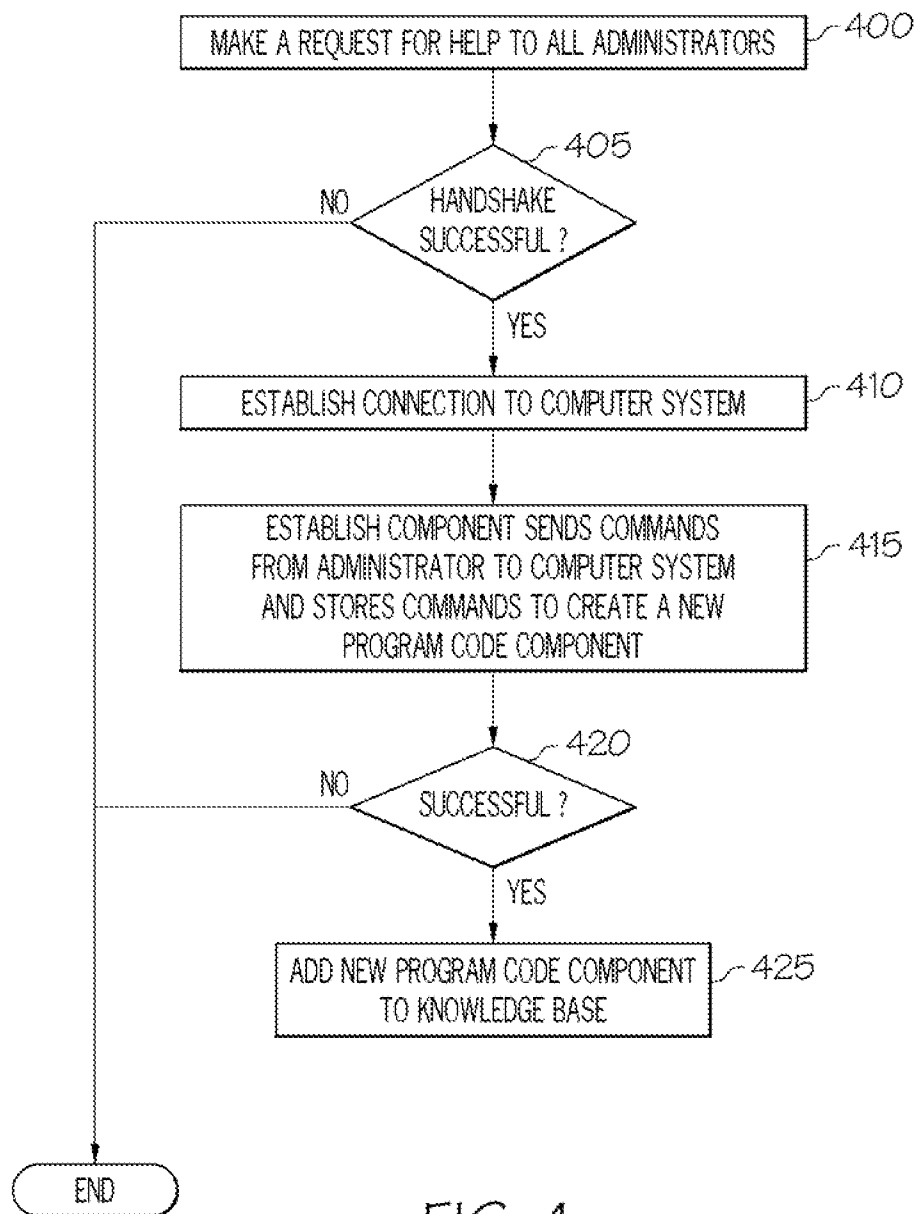 MAKE A REQUEST FOR HELP TO ALL ADMINISTRATORS
400
405
HANDSHAKE
SUCCESSFUL ?
NO
YES
ESTABLISH CONNECTION TO COMPUTER SYSTEM
410
ESTABLISH COMPONENT SENDS COMMANDS
FROM ADMINISTRATOR TO COMPUTER SYSTEM
AND STORES COMMANDS TO CREATE A NEW
PROGRAM CODE COMPONENT
415
420
SUCCESSFUL ?
NO
YES
ADD NEW PROGRAM CODE COMPONENT
TO KNOWLEDGE BASE
425
END
FIG. 4